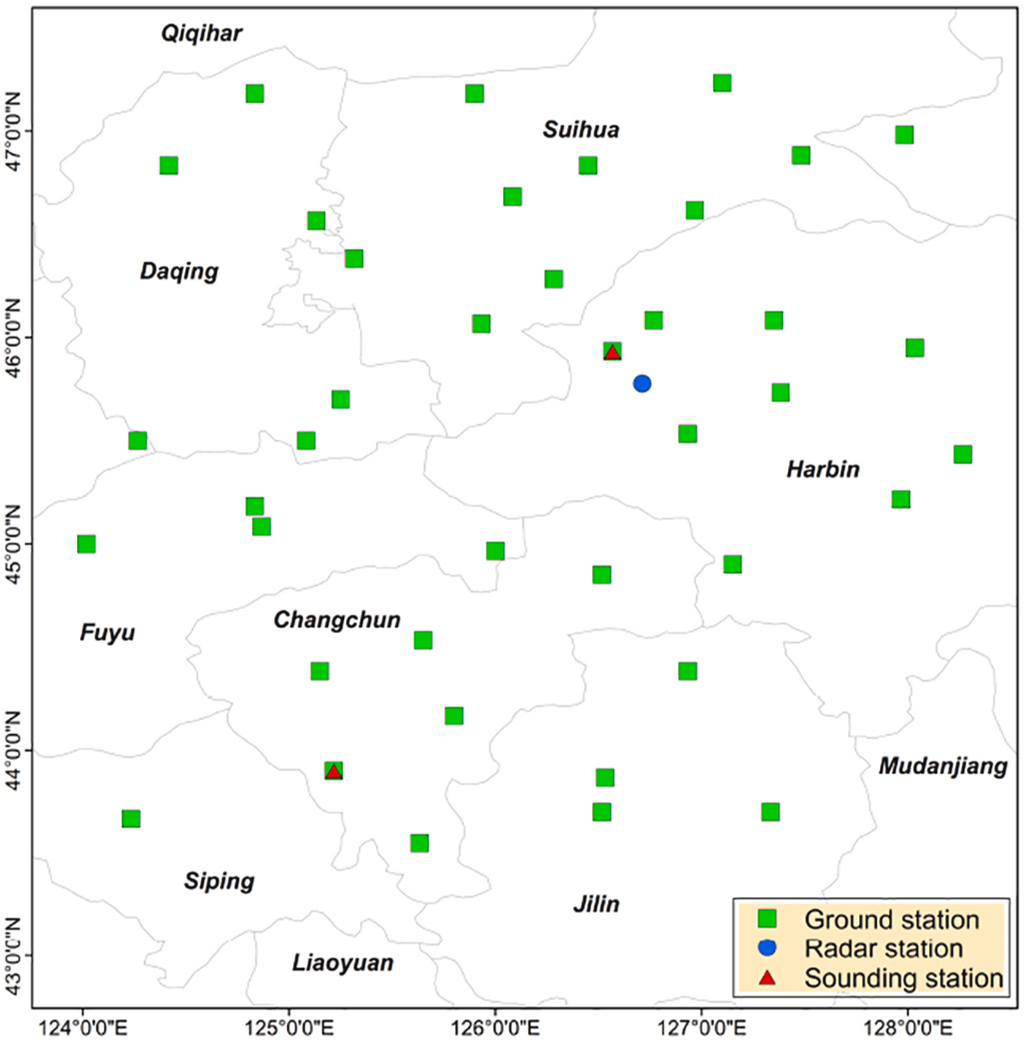 Qiqihar
47°0'0"N
Suihua
Daqing
46°0'0"N
Harbin
45°0'0"N
Changchun
Fuyu
44°0'0"N
Mudanjiang
Siping
Jilin
43°0'0"N
Liaoyuan
Ground station
Radar station
Sounding station
124°0'0"E
125°0'0"E
126°0'0"E
127°0'0"E
128°0'0"E